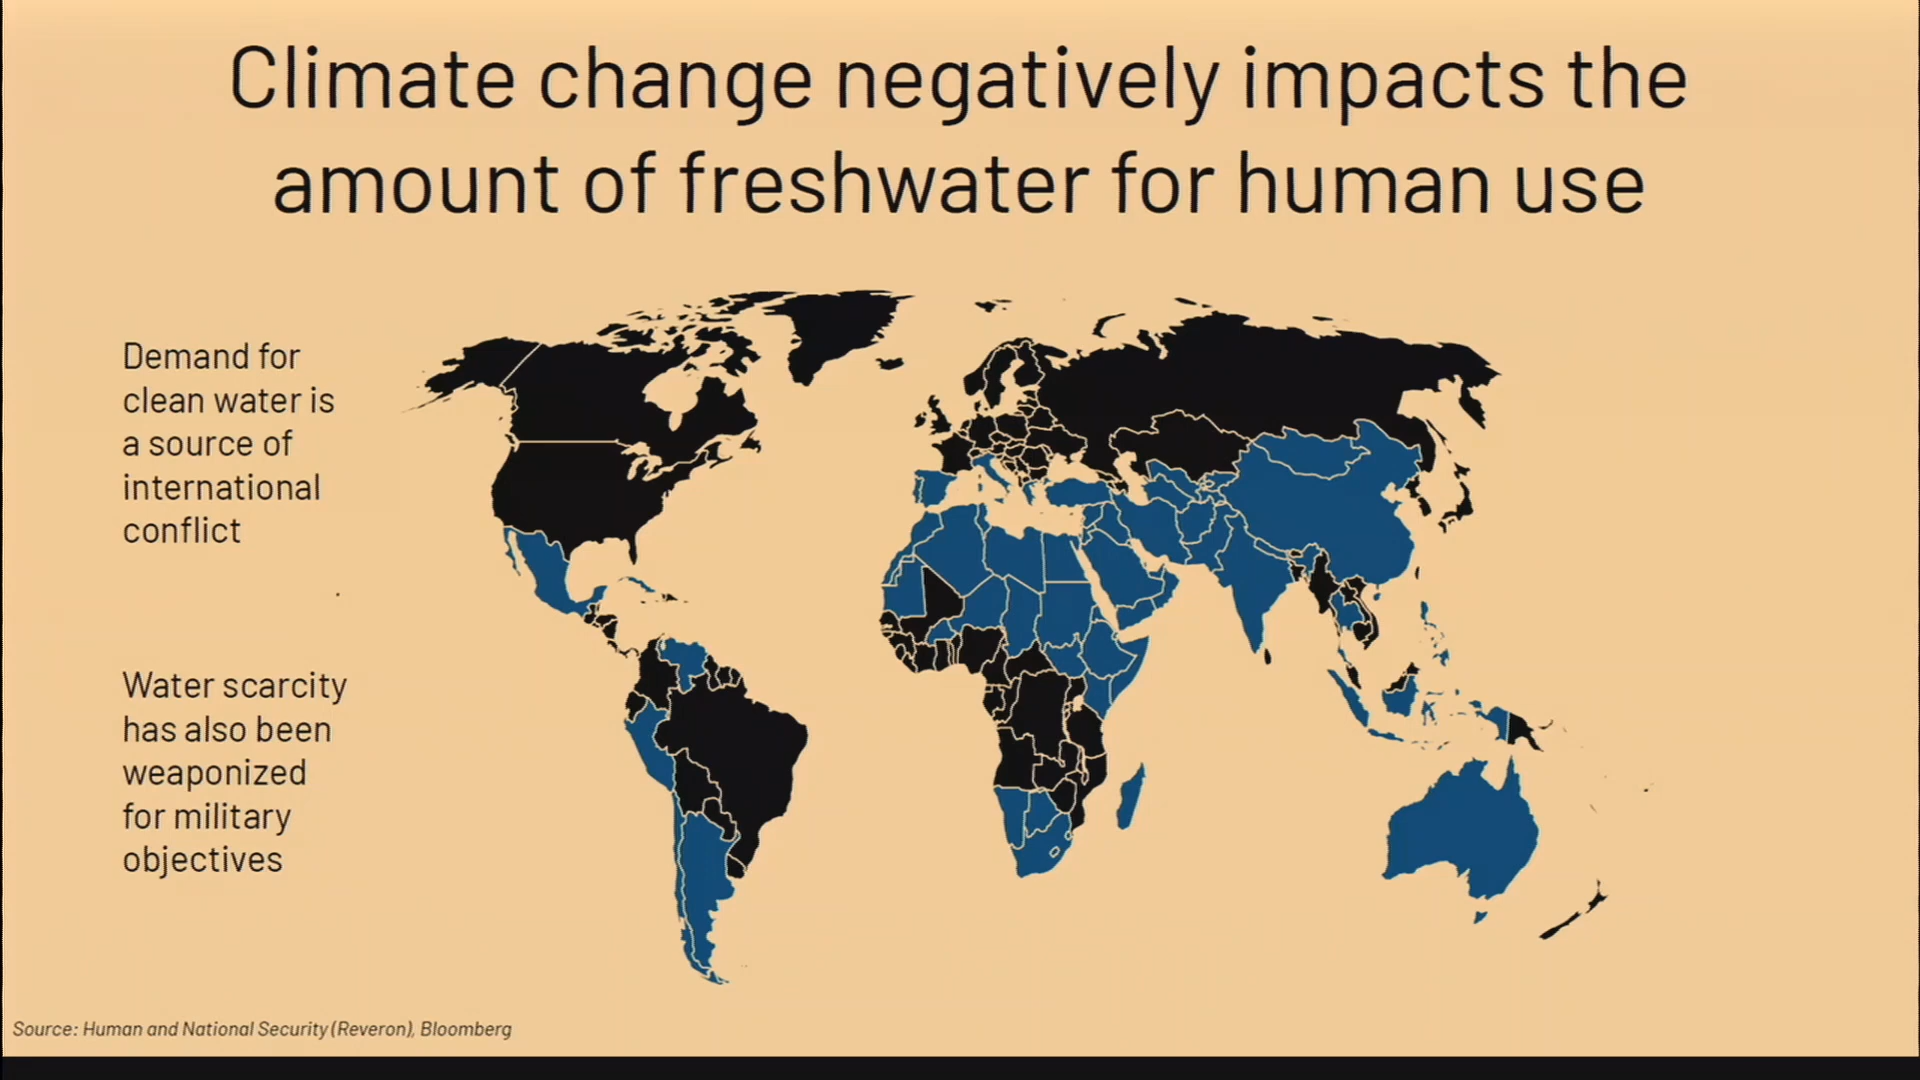 Climate change negatively impacts the
amount of freshwater for human use
Demand for
clean water is
a source of
international
conflict
Water scarcity
has also been
weaponized
for military
objectives
Source: Human and National Security (Reveron), Bloomberg